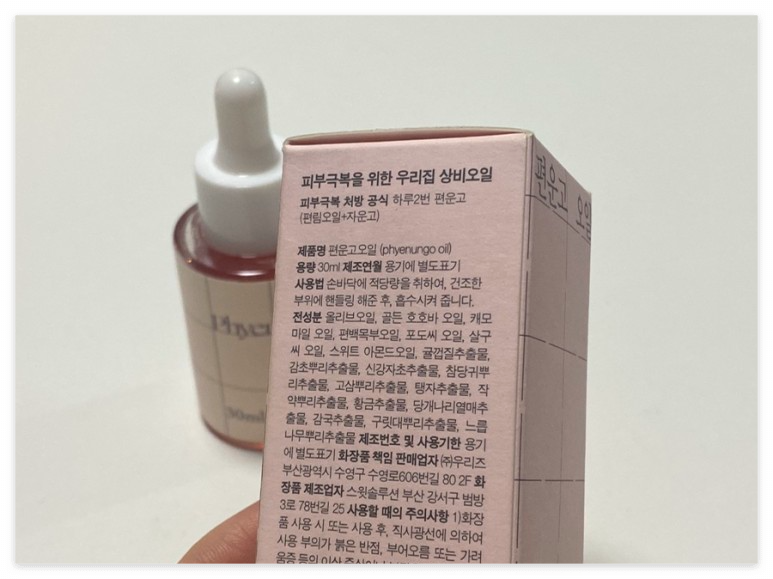 피부극복을 위한 우리집 상비오일
피부극복 처방 공식 하루2번 편운고
(편림오일+자운고)
제품명 편운고오일 (phyenungo oil)
용량 30ml 제조연월 용기에 별도표기
사용법 손바닥에 적당량을 취하여, 건조한
부위에 핸들링 해준 후, 흡수시켜 줍니다.
전성분 올리브오일, 골든 호호바 오일, 캐모
마일 오일, 편백목부오일, 포도씨 오일, 살구
씨 오일, 스위트 아몬드오일, 귤껍질추출물,
감초뿌리추출물, 신강자초추출물, 참당귀뿌
리추출물, 고삼뿌리추출물, 탱자추출물, 작
약뿌리추출물, 황금추출물, 당개나리열매추
출물, 감국추출물, 구릿대뿌리추출물, 느릅
나무뿌리추출물 제조번호 및 사용기한 용기
에 별도표기 화장품 책임 판매업자 ㈜우리즈
부산광역시 수영구 수영로606번길 80 2F 화
장품 제조업자 스윗솔루션 부산 강서구 범방
3로 78번길 25 사용할 때의 주의사항 1)화장
품 사용 시 또는 사용 후, 직사광선에 의하여
사용 부위가 붉은 반점, 부어오름 또는 가려
움증 등의 이상
편운고 오일
Phyen
30ml